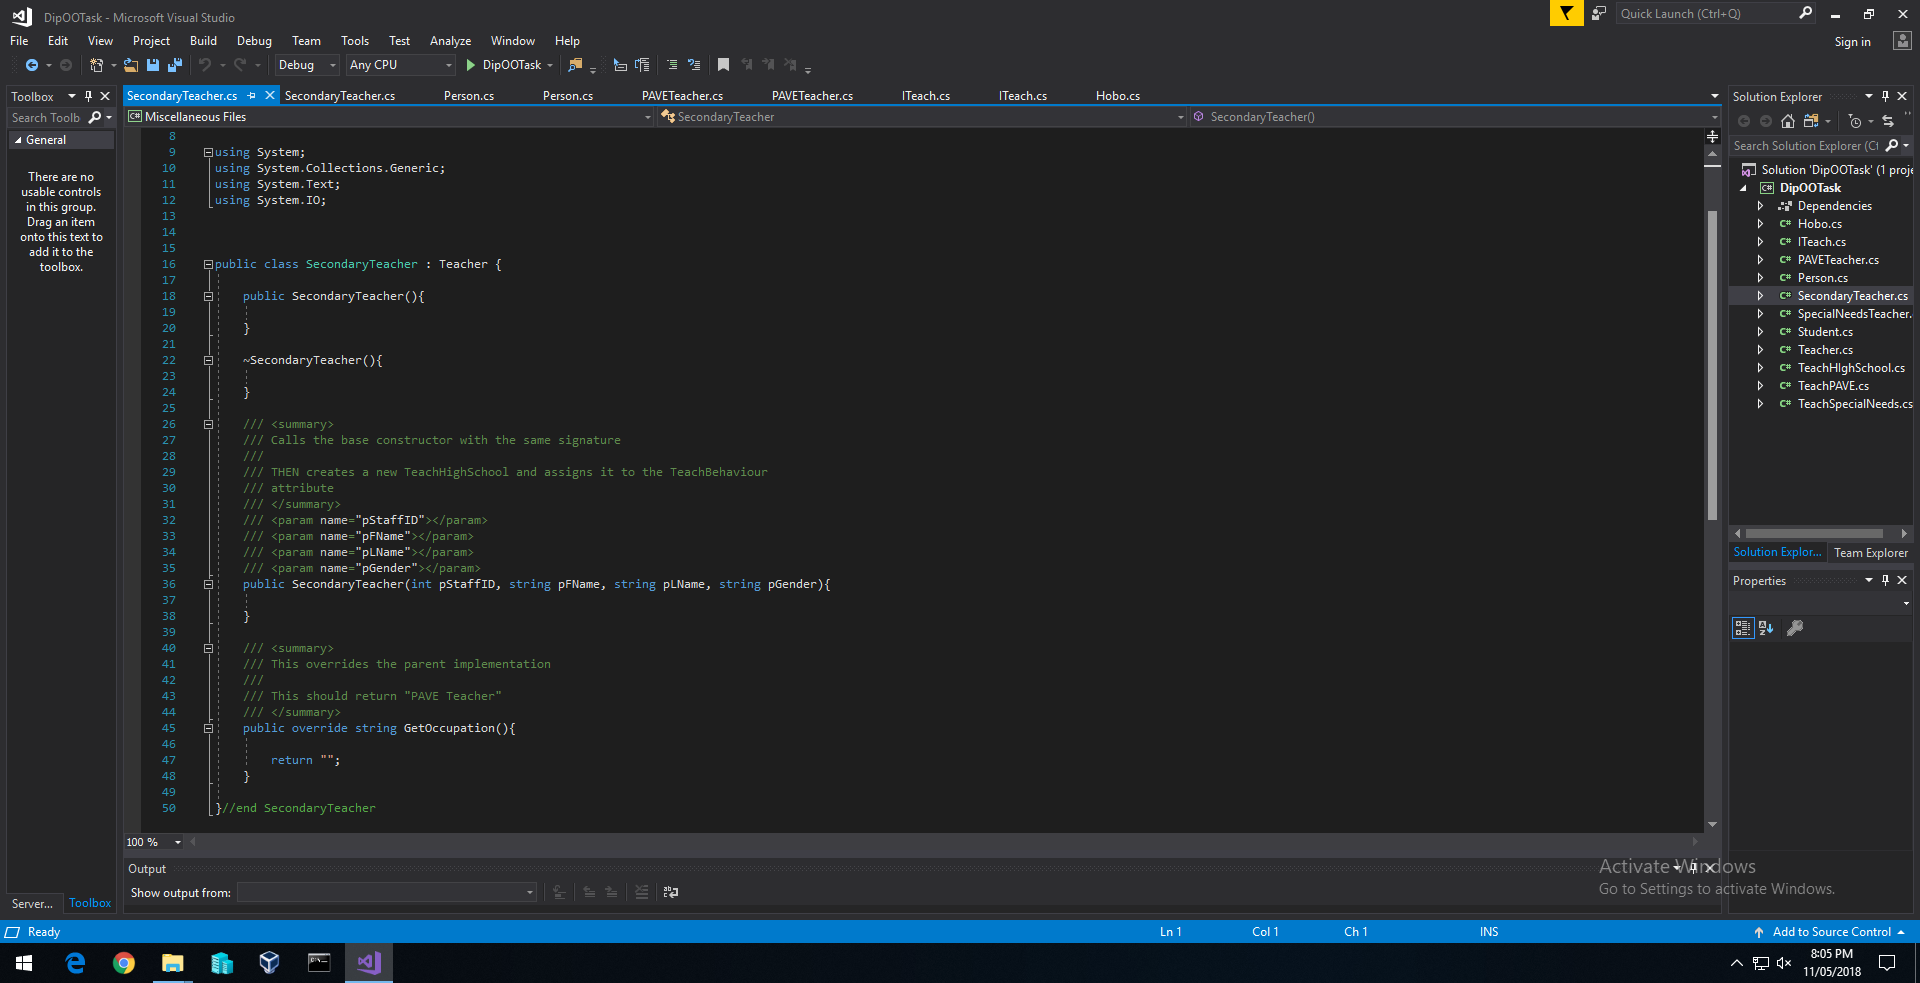 DipOOTask - Microsoft Visual Studio
Quick Launch (Ctrl+Q)
File Edit View Project Build Debug Team Tools Test Analyze Window Help
Sign in
Debug Any CPU DipOOTask
Toolbox
Search Toolb
General
There are no
usable controls
in this group.
Drag an item
onto this text to
add it to the
toolbox.
Server... Toolbox
SecondaryTeacher.cs SecondaryTeacher.cs Person.cs Person.cs PAVETeacher.cs PAVETeacher.cs ITeach.cs ITeach.cs Hobo.cs
C# Miscellaneous Files SecondaryTeacher SecondaryTeacher()
8
9 using System;
10 using System.Collections.Generic;
11 using System.Text;
12 using System.IO;
13
14
15
16 public class SecondaryTeacher : Teacher {
17
18 public SecondaryTeacher(){
19
20 }
21
22 ~SecondaryTeacher(){
23
24 }
25
26 /// <summary>
27 /// Calls the base constructor with the same signature
28 ///
29 /// THEN creates a new TeachHighSchool and assigns it to the TeachBehaviour
30 /// attribute
31 /// </summary>
32 /// <param name="pStaffID"></param>
33 /// <param name="pFName"></param>
34 /// <param name="pLName"></param>
35 /// <param name="pGender"></param>
36 public SecondaryTeacher(int pStaffID, string pFName, string pLName, string pGender){
37
38 }
39
40 /// <summary>
41 /// This overrides the parent implementation
42 ///
43 /// This should return "PAVE Teacher"
44 /// </summary>
45 public override string GetOccupation(){
46
47 return "";
48 }
49
50 }//end SecondaryTeacher
100 %
Output
Show output from:
Solution Explorer
Search Solution Explorer (Ct
Solution 'DipOOTask' (1 proje
C# DipOOTask
Dependencies
C# Hobo.cs
C# ITeach.cs
C# PAVETeacher.cs
C# Person.cs
C# SecondaryTeacher.cs
C# SpecialNeedsTeacher.
C# Student.cs
C# Teacher.cs
C# TeachHIghSchool.cs
C# TeachPAVE.cs
C# TeachSpecialNeeds.cs
Solution Explor... Team Explorer
Properties
Activate Windows
Go to Settings to activate Windows.
Ready Ln 1 Col 1 Ch 1 INS Add to Source Control
8:05 PM
11/05/2018